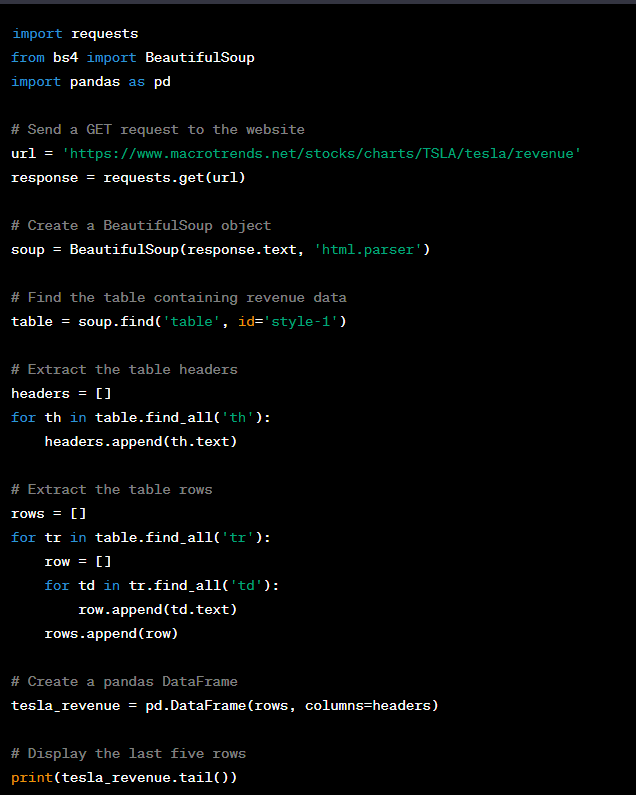 import requests
from bs4 import BeautifulSoup
import pandas as pd

# Send a GET request to the website
url = 'https://www.macrotrends.net/stocks/charts/TSLA/tesla/revenue'
response = requests.get(url)

# Create a BeautifulSoup object
soup = BeautifulSoup(response.text, 'html.parser')

# Find the table containing revenue data
table = soup.find('table', id='style-1')

# Extract the table headers
headers = []
for th in table.find_all('th'):
    headers.append(th.text)

# Extract the table rows
rows = []
for tr in table.find_all('tr'):
    row = []
    for td in tr.find_all('td'):
        row.append(td.text)
    rows.append(row)

# Create a pandas DataFrame
tesla_revenue = pd.DataFrame(rows, columns=headers)

# Display the last five rows
print(tesla_revenue.tail())